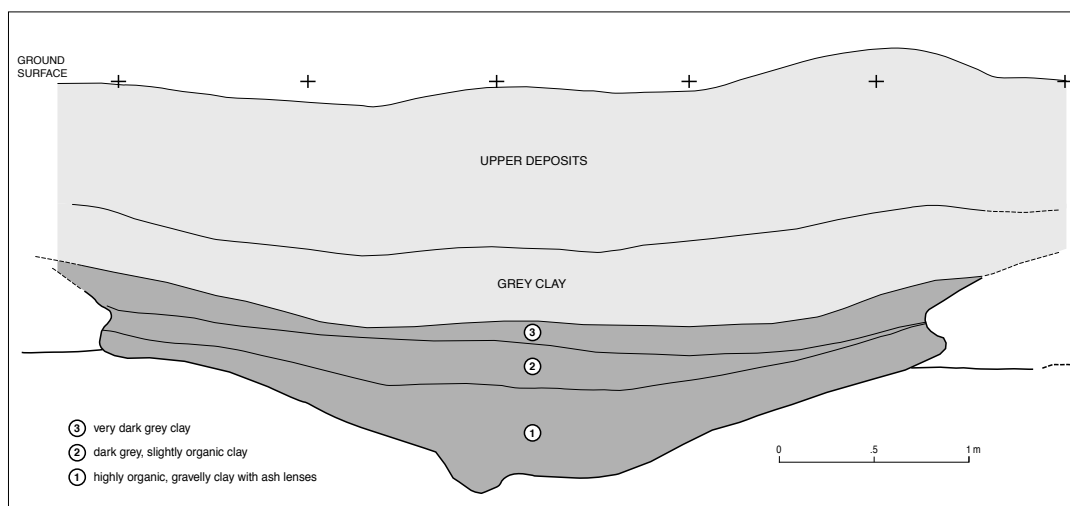 GROUND
SURFACE
UPPER DEPOSITS
GREY CLAY
3
2
1
3 very dark grey clay
2 dark grey, slightly organic clay
1 highly organic, gravelly clay with ash lenses
0 .5 1 m